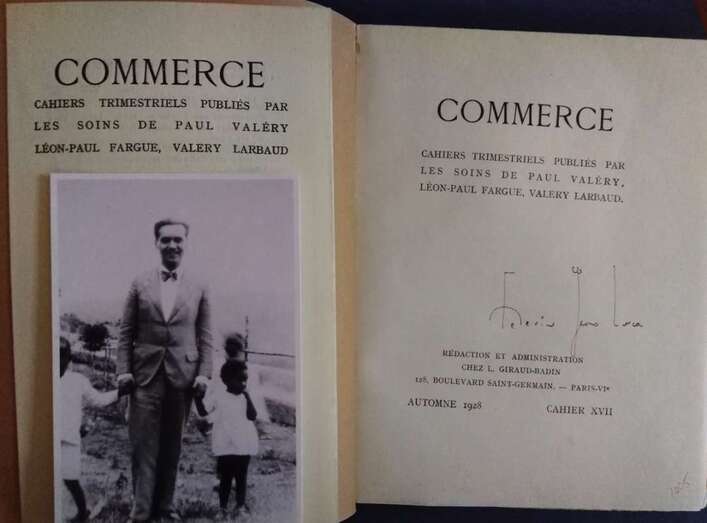 COMMERCE
CAHIERS TRIMESTRIELS PUBLIÉS PAR
LES SOINS DE PAUL VALÉRY
LÉON-PAUL FARGUE, VALERY LARBAUD
COMMERCE
CAHIERS TRIMESTRIELS PUBLIÉS PAR
LES SOINS DE PAUL VALÉRY,
LÉON-PAUL FARGUE, VALERY LARBAUD.
RÉDACTION ET ADMINISTRATION
CHEZ L. GIRAUD-BADIN
128, BOULEVARD SAINT-GERMAIN. — PARIS-VIᵉ
AUTOMNE 1928 CAHIER XVII